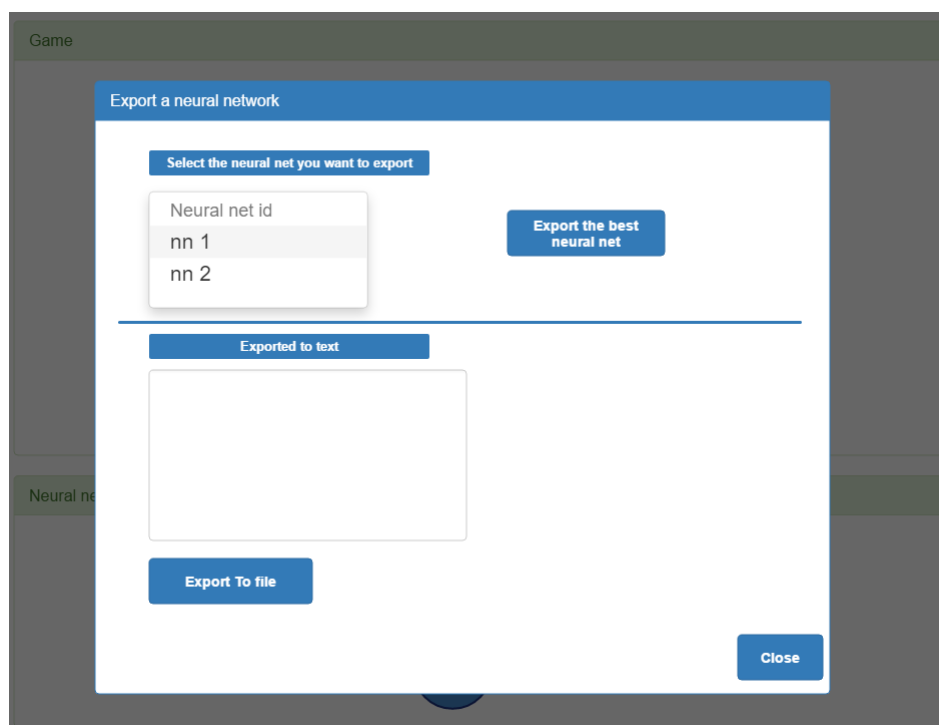 Game
Export a neural network
Select the neural net you want to export
Neural net id
nn 1
nn 2
Export the best
neural net
Exported to text
Neural ne
Export To file
Close